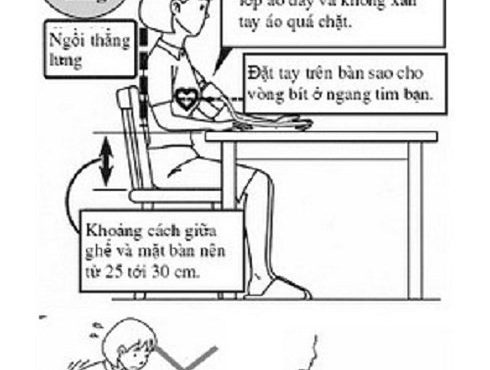 lớp áo dày và không xắn
tay áo quá chặt.
Ngồi thẳng
lưng
Đặt tay trên bàn sao cho
vòng bít ở ngang tim bạn.
Khoảng cách giữa
ghế và mặt bàn nên
từ 25 tới 30 cm.